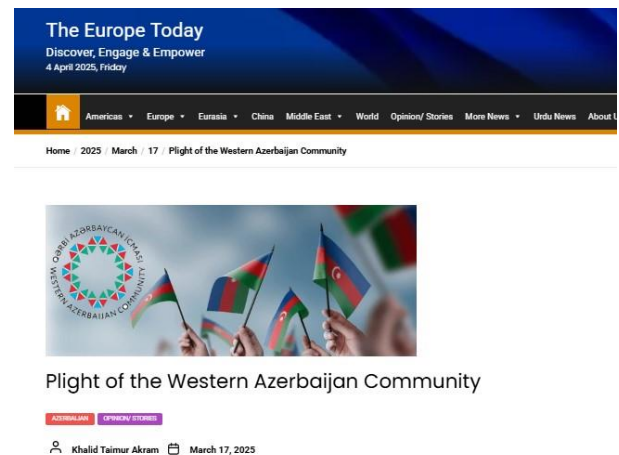 The Europe Today
Discover, Engage & Empower
4 April 2025, Friday
Americas Europe Eurasia China Middle East World Opinion/ Stories More News Urdu News About U
Home / 2025 / March / 17 / Plight of the Western Azerbaijan Community
QƏRBİ AZƏRBAYCAN İCMASI
WESTERN AZERBAIJAN COMMUNITY
Plight of the Western Azerbaijan Community
AZERBAIJAN OPINION/ STORIES
Khalid Taimur Akram March 17, 2025